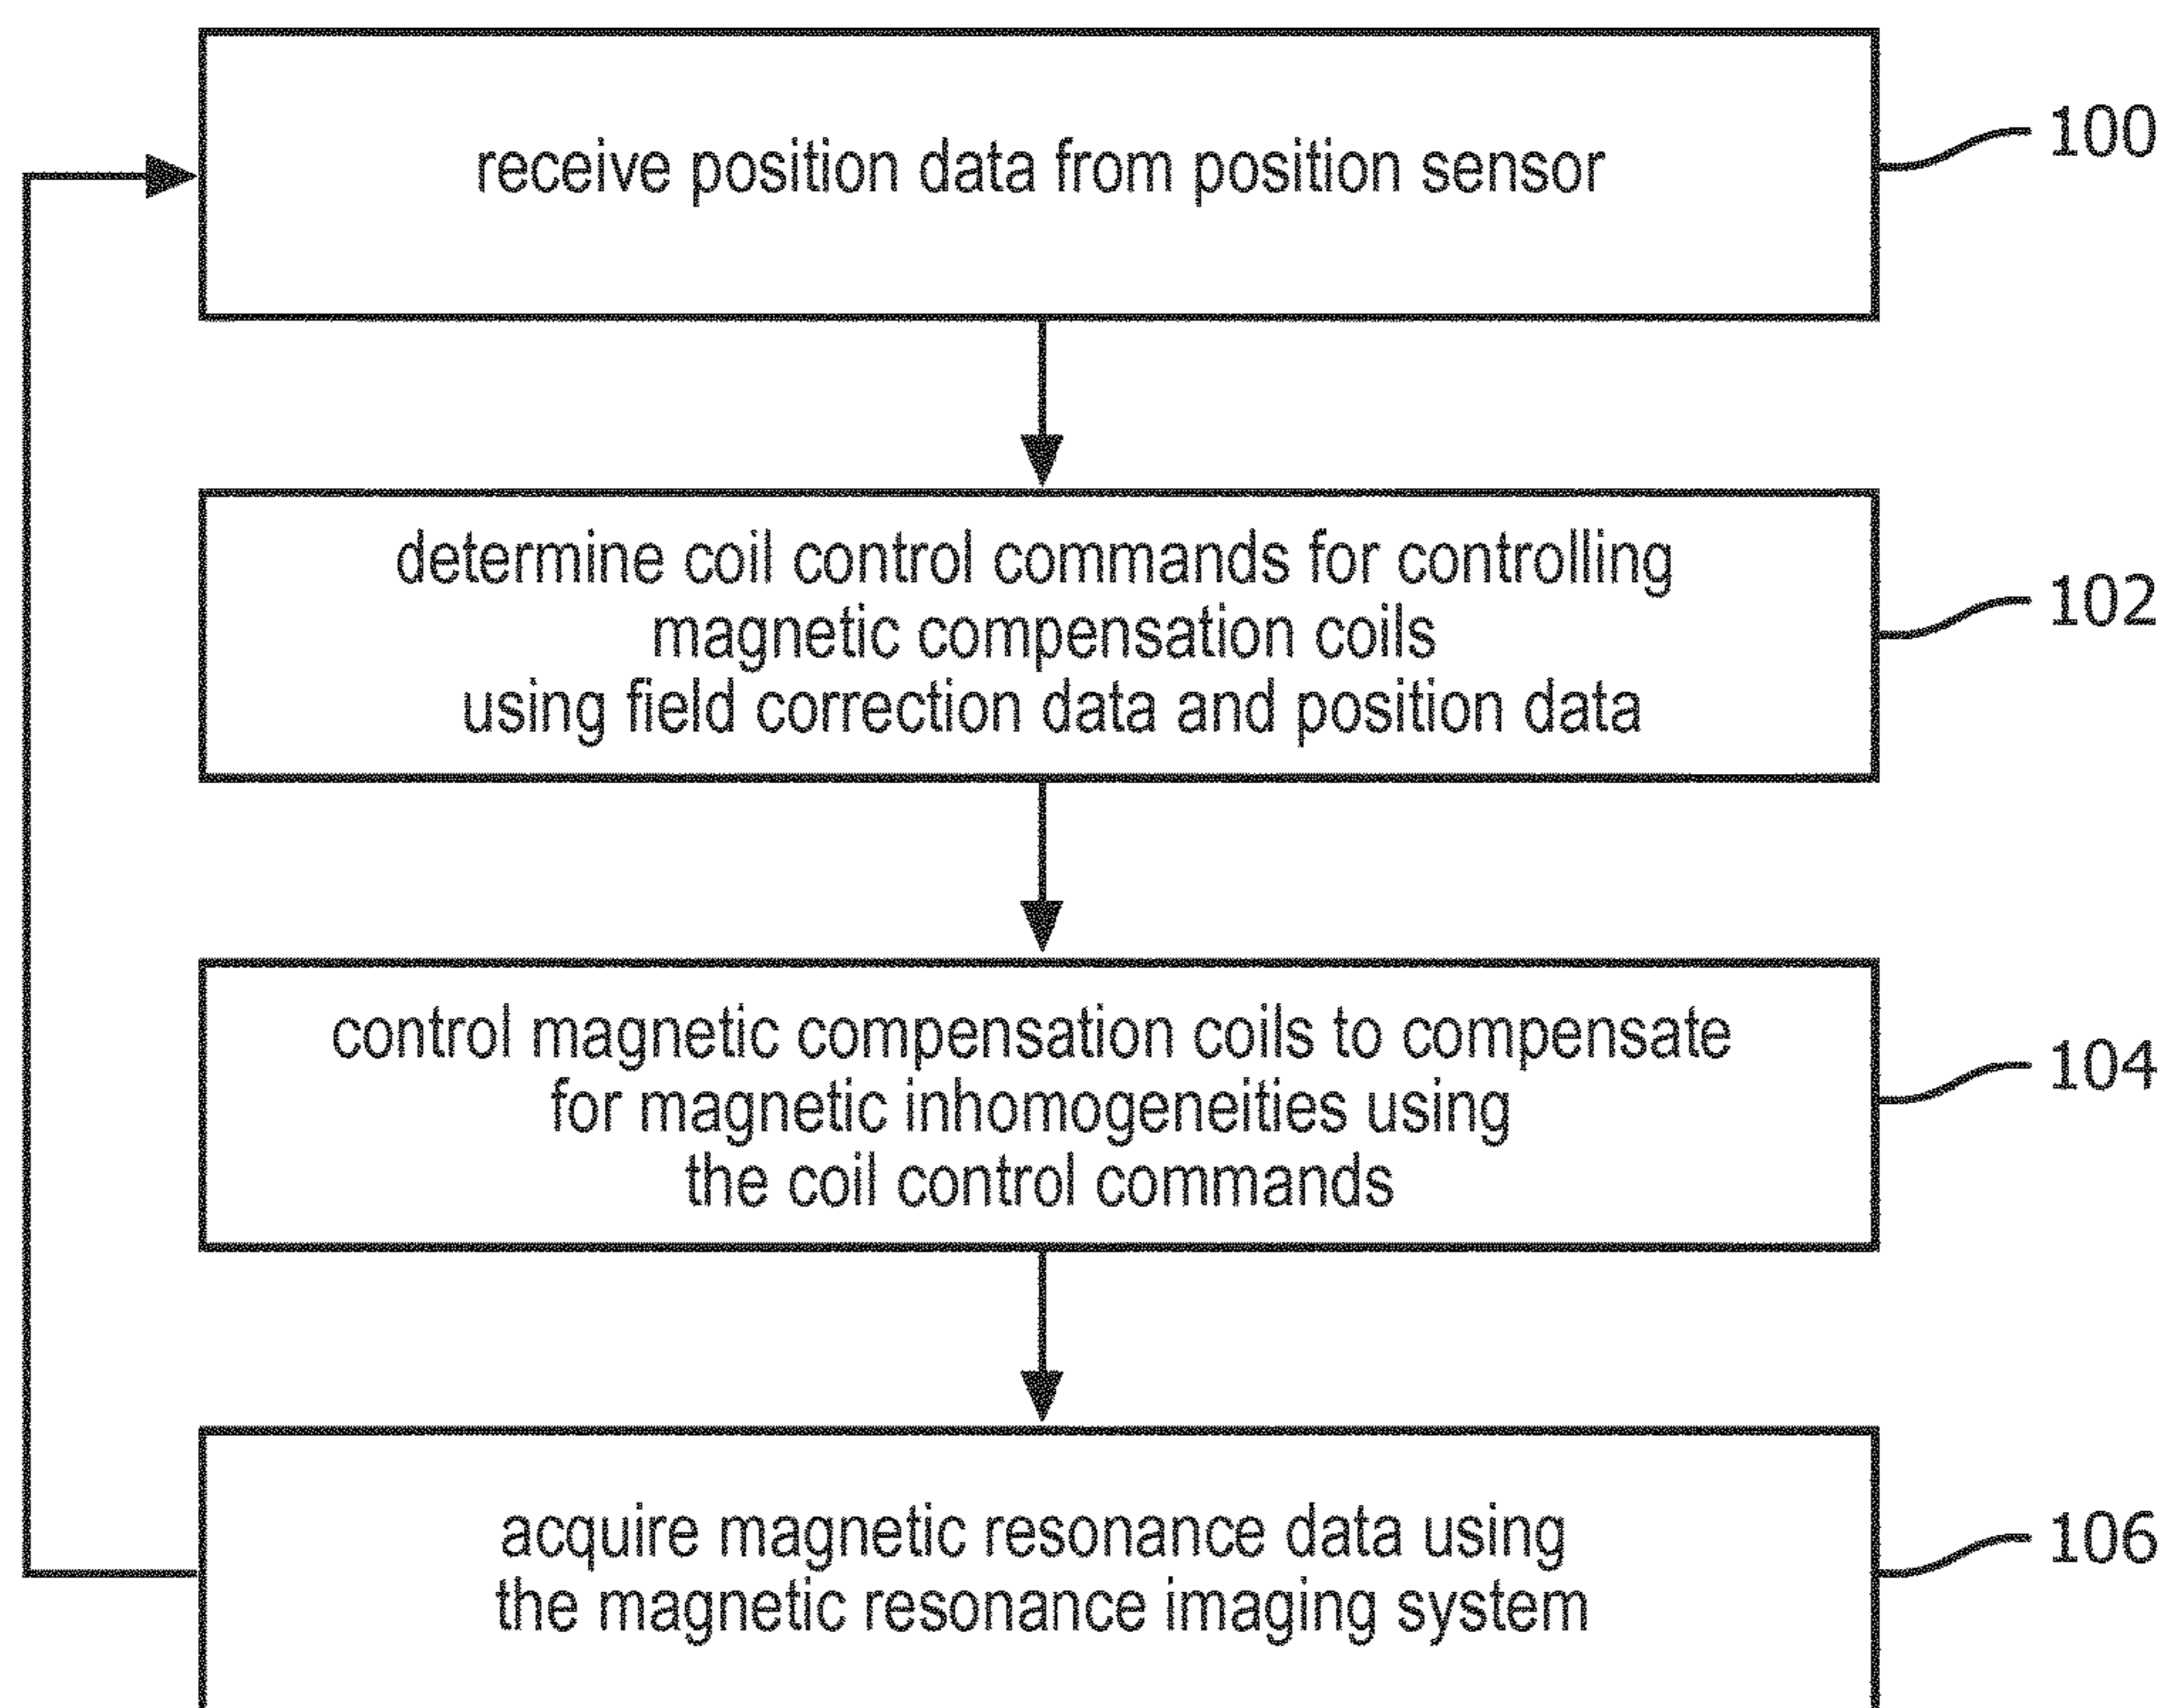 receive position data from position sensor
100
determine coil control commands for controlling
magnetic compensation coils
using field correction data and position data
102
control magnetic compensation coils to compensate
for magnetic inhomogeneities using
the coil control commands
104
acquire magnetic resonance data using
the magnetic resonance imaging system
106